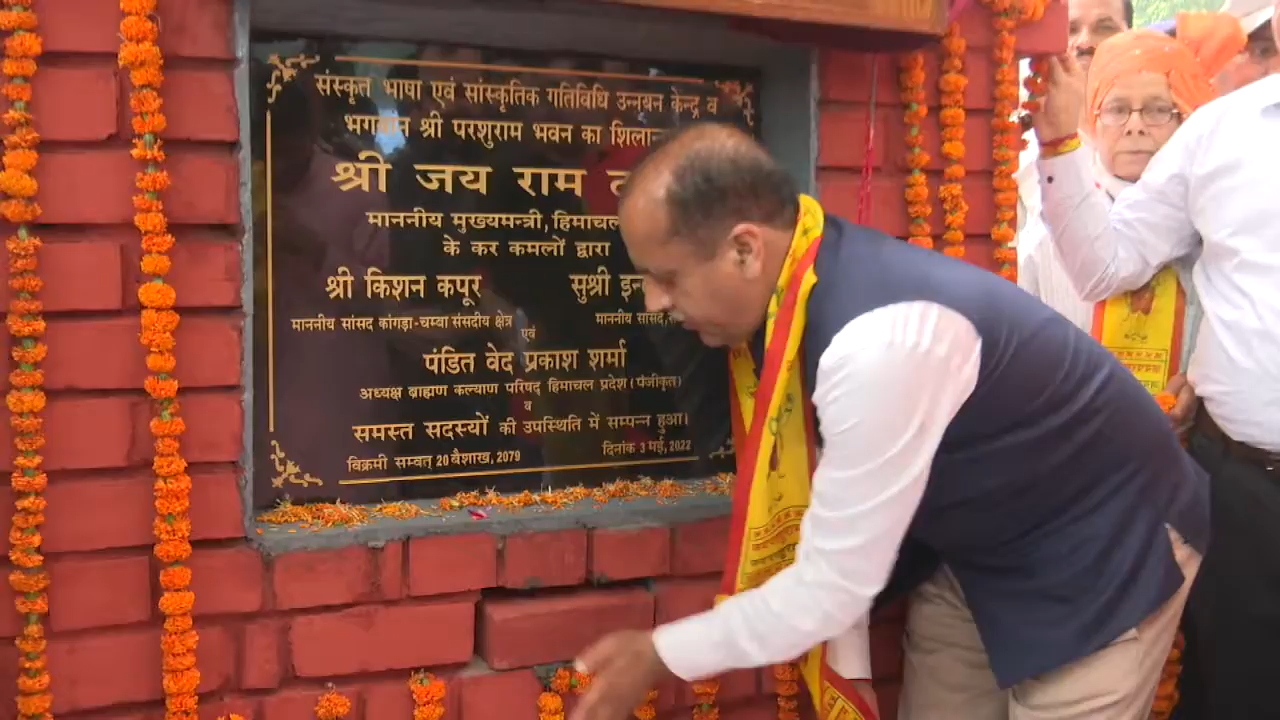 संस्कृत भाषा एवं सांस्कृतिक गतिविधि उन्नयन केन्द्र व
भगवान श्री परशुराम भवन का
श्री जय राम
माननीय मुख्यमन्त्री,
के कर कमलों द्वारा
श्री किशन कपूर सुश्री
माननीय सांसद कांगड़ा-चम्बा संसदीय क्षेत्र माननीय सांसद,
एवं
पंडित वेद प्रकाश शर्मा
अध्यक्ष ब्राह्मण कल्याण परिषद हिमाचल प्रदेश (पंजीकृत)
व
समस्त सदस्यों की उपस्थिति में सम्पन्न हुआ।
विक्रमी सम्वत् 20 बैशाख, 2079 दिनांक 3 मई, 2022